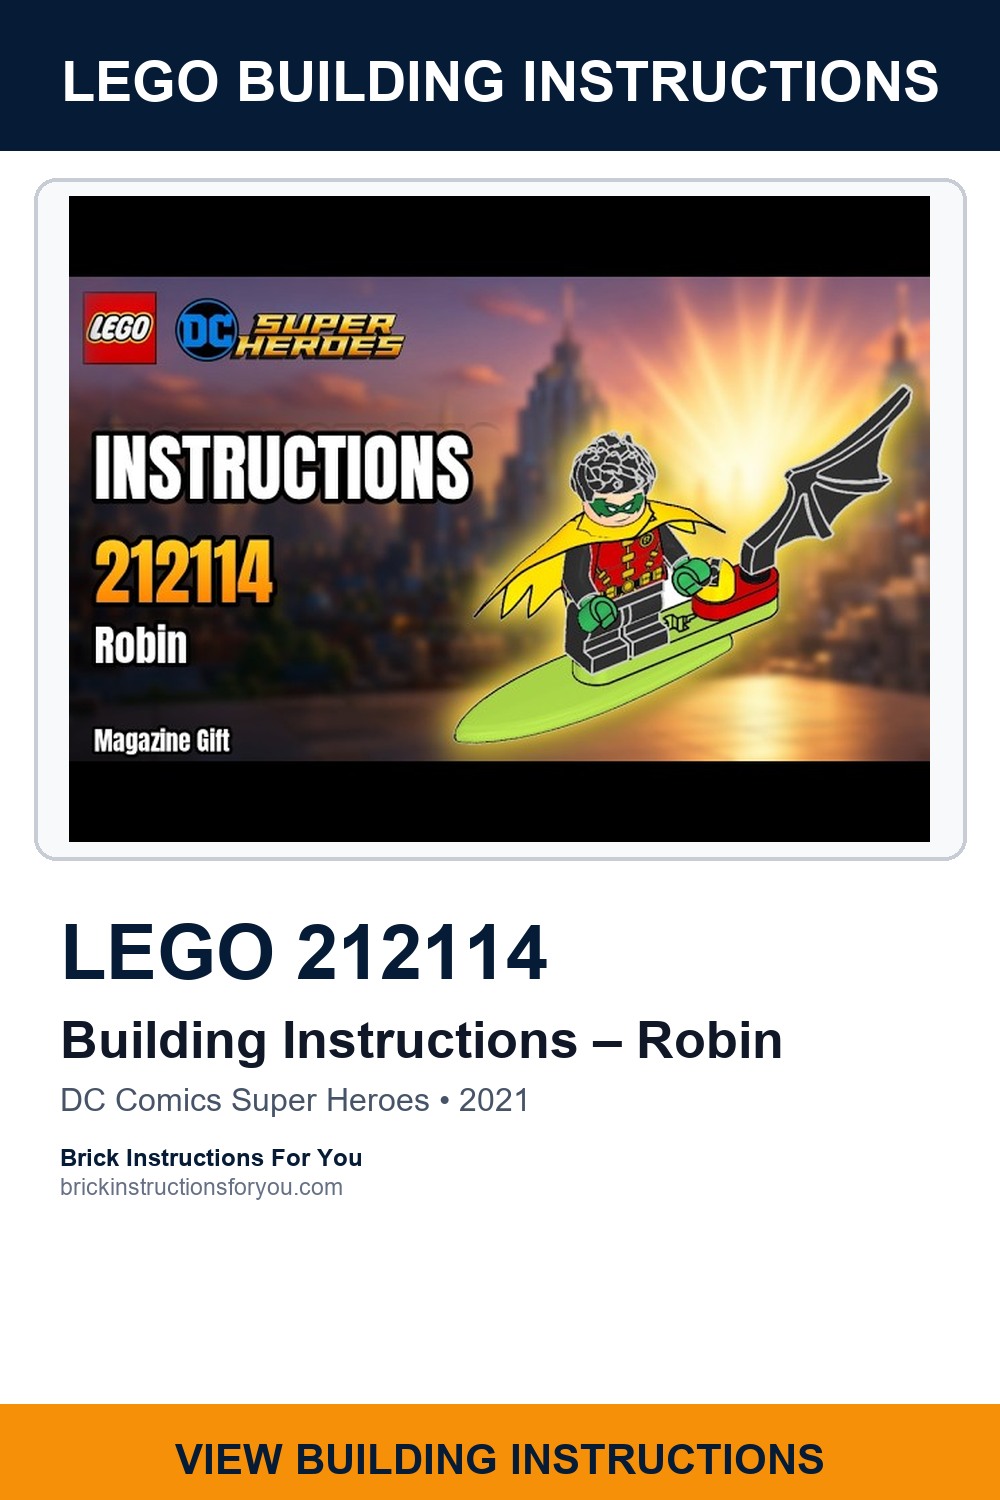 LEGO BUILDING INSTRUCTIONS
LEGO DC SUPER HEROES
INSTRUCTIONS
212114
Robin
Magazine Gift
LEGO 212114
Building Instructions – Robin
DC Comics Super Heroes • 2021
Brick Instructions For You
brickinstructionsforyou.com
VIEW BUILDING INSTRUCTIONS